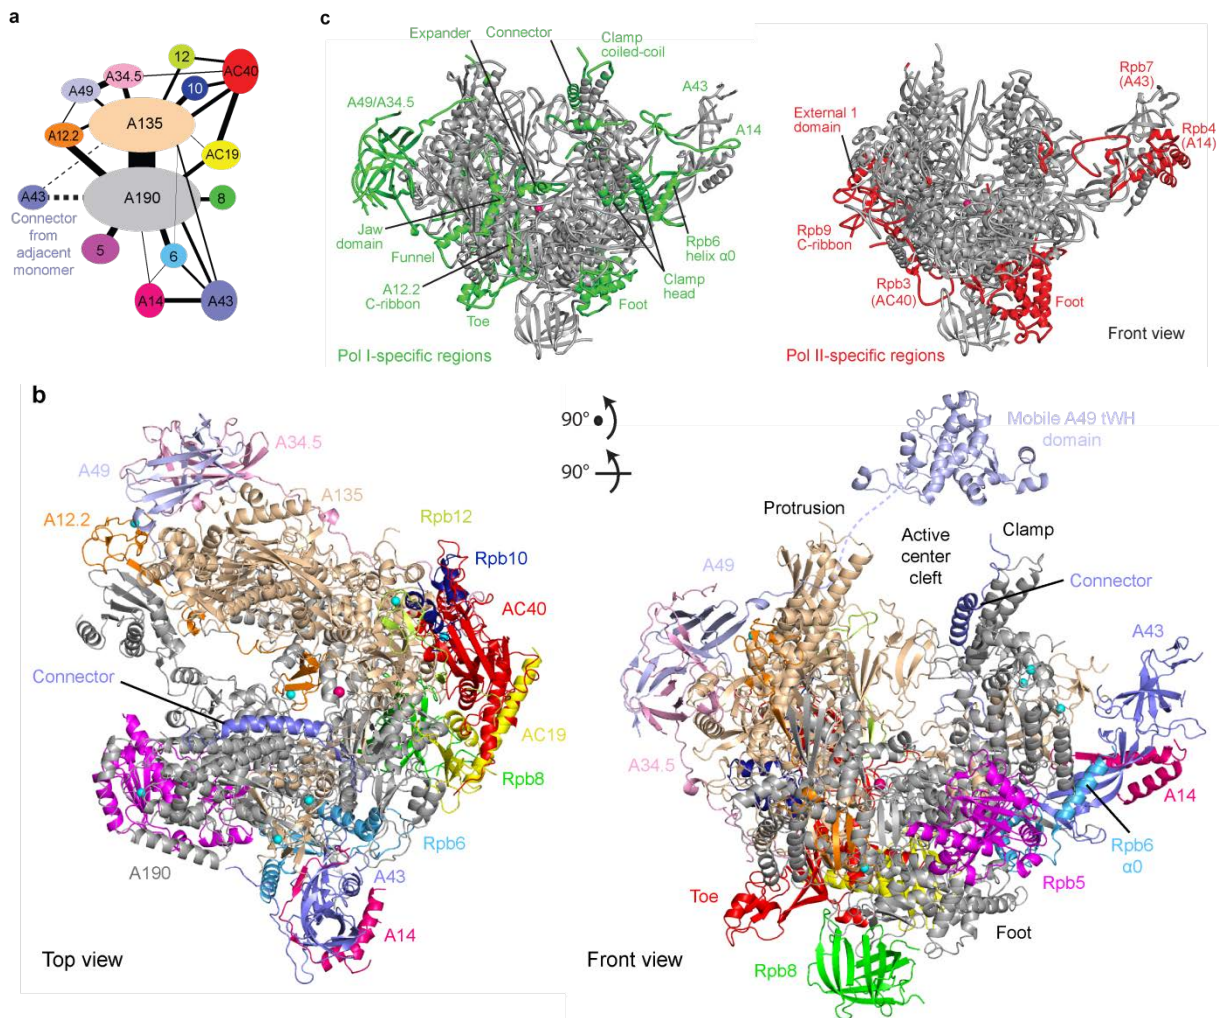 a
12
AC40
A34.5
10
A49
A135
A12.2
AC19
A43
A190
8
Connector
from
adjacent
monomer
5
6
A14
A43
c
Expander
Connector
Clamp
coiled-coil
A49/A34.5
A43
A14
Jaw
domain
Funnel
Rpb6
helix α0
A12.2
C-ribbon
Clamp
head
Toe
Foot
Pol I-specific regions
Rpb7
(A43)
External 1
domain
Rpb4
(A14)
Rpb9
C-ribbon
Rpb3
(AC40)
Foot
Front view
Pol II-specific regions
b
A34.5
A49
A135
A12.2
Rpb12
Rpb10
AC40
Connector
AC19
Rpb8
Rpb6
A190
A43
A14
Top view
90°
90°
Mobile A49 tWH
domain
Protrusion
Active
center
cleft
Clamp
A49
Connector
A43
A34.5
A14
Rpb6
α0
Rpb5
Toe
Foot
Rpb8
Front view